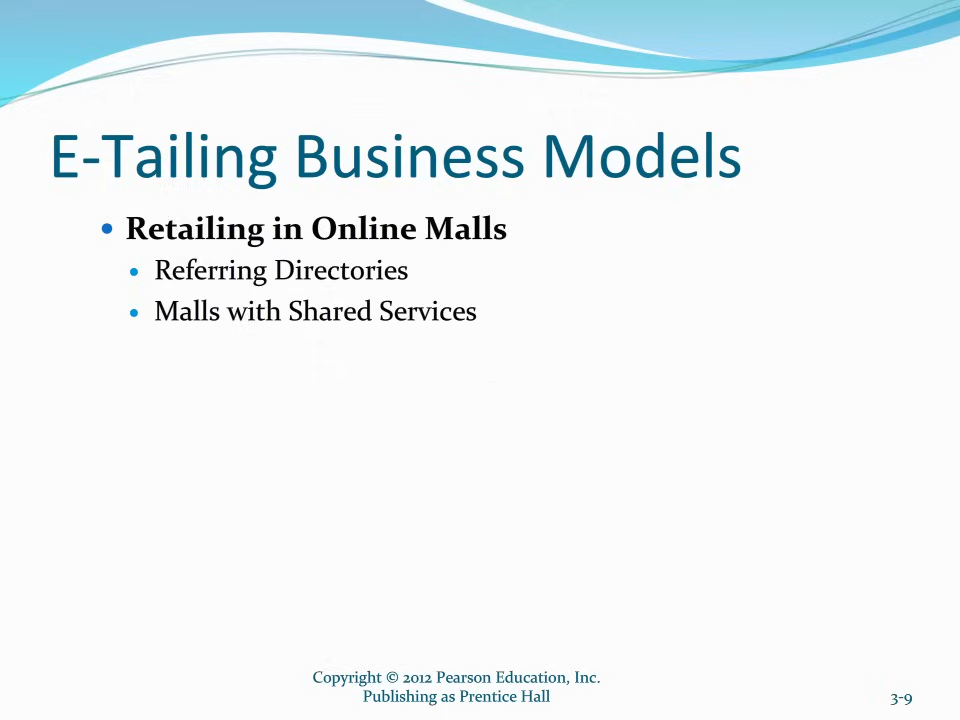 E-Tailing Business Models
• Retailing in Online Malls
• Referring Directories
• Malls with Shared Services
Copyright © 2012 Pearson Education, Inc.
Publishing as Prentice Hall
3-9